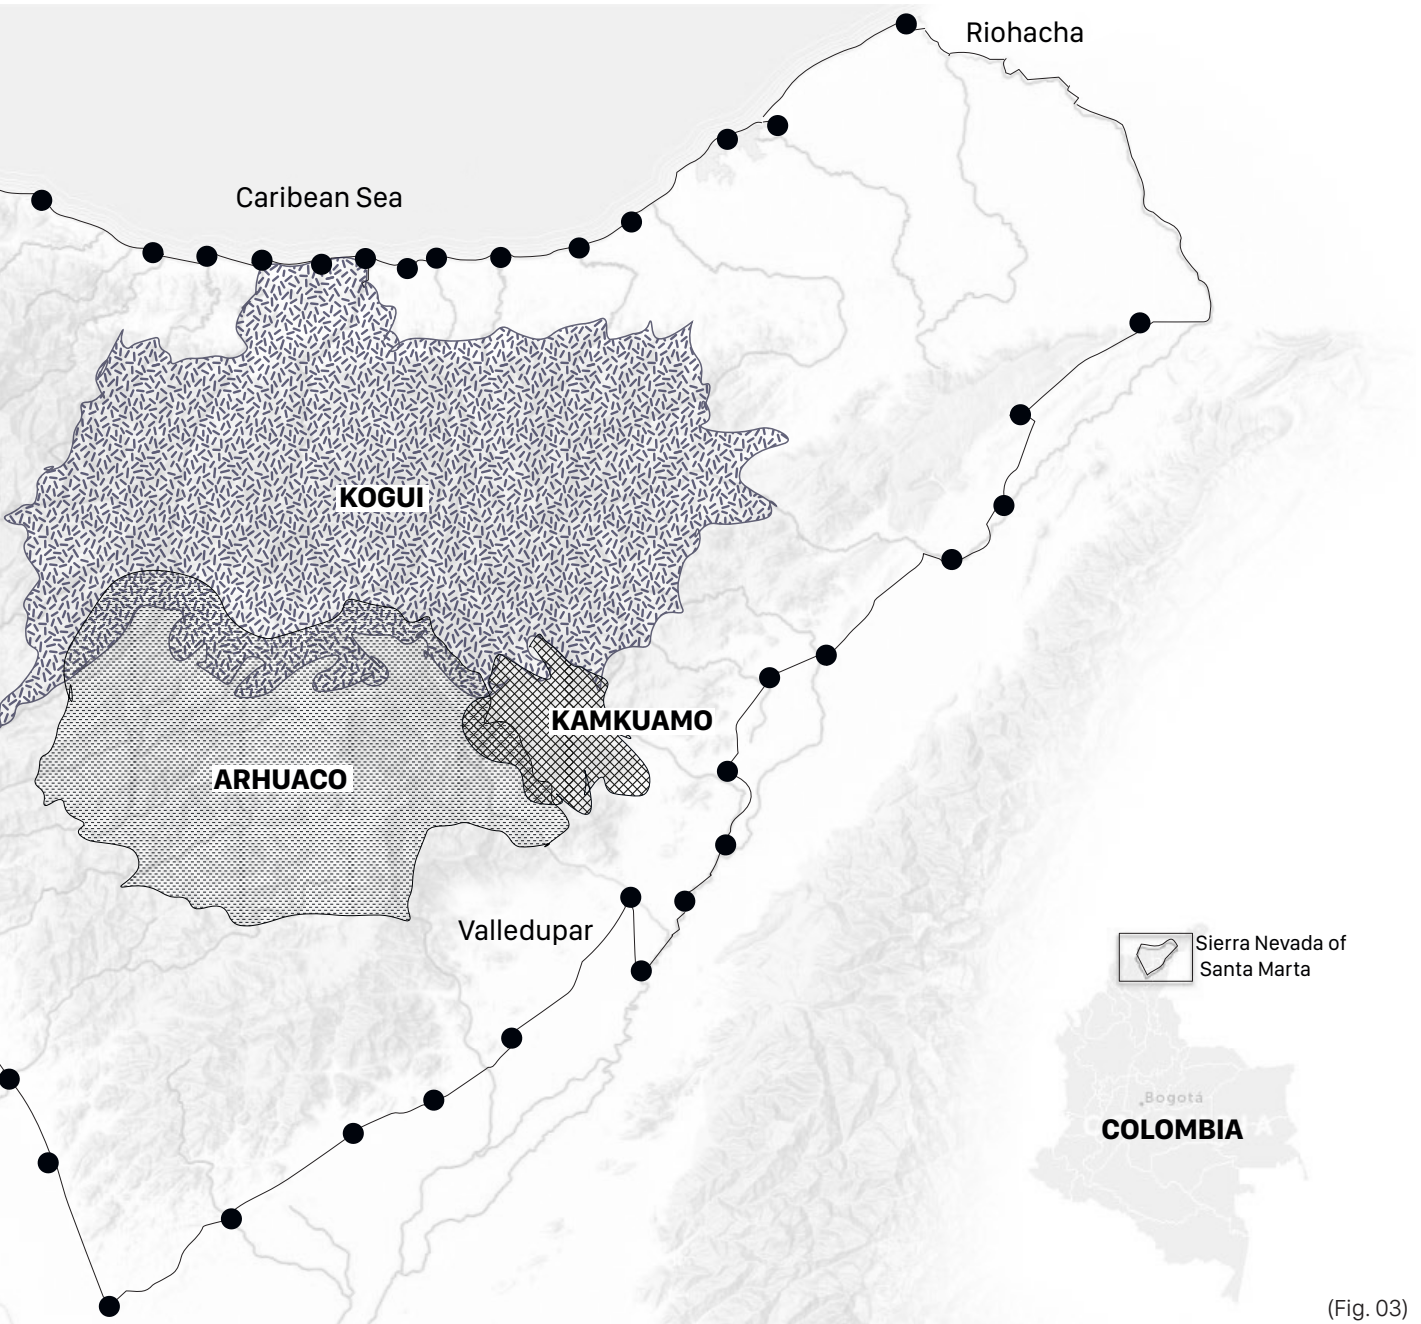 Riohacha
Caribean Sea
KOGUI
KAMKUAMO
ARHUACO
Valledupar
Sierra Nevada of
Santa Marta
Bogotá
COLOMBIA
(Fig. 03)